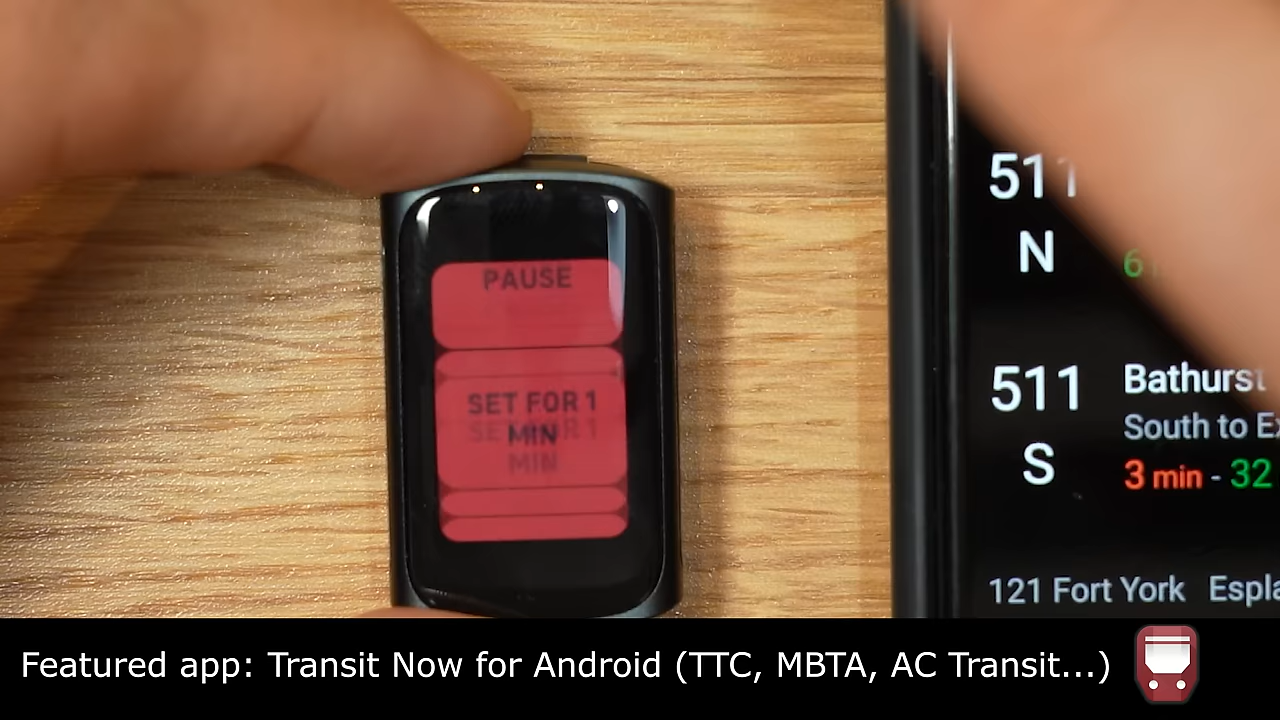 PAUSE
SET FOR 1
MIN
511
N
6
511
S
Bathurst
South to
3 min - 32
121 Fort York
Featured app: Transit Now for Android (TTC, MBTA, AC Transit...)